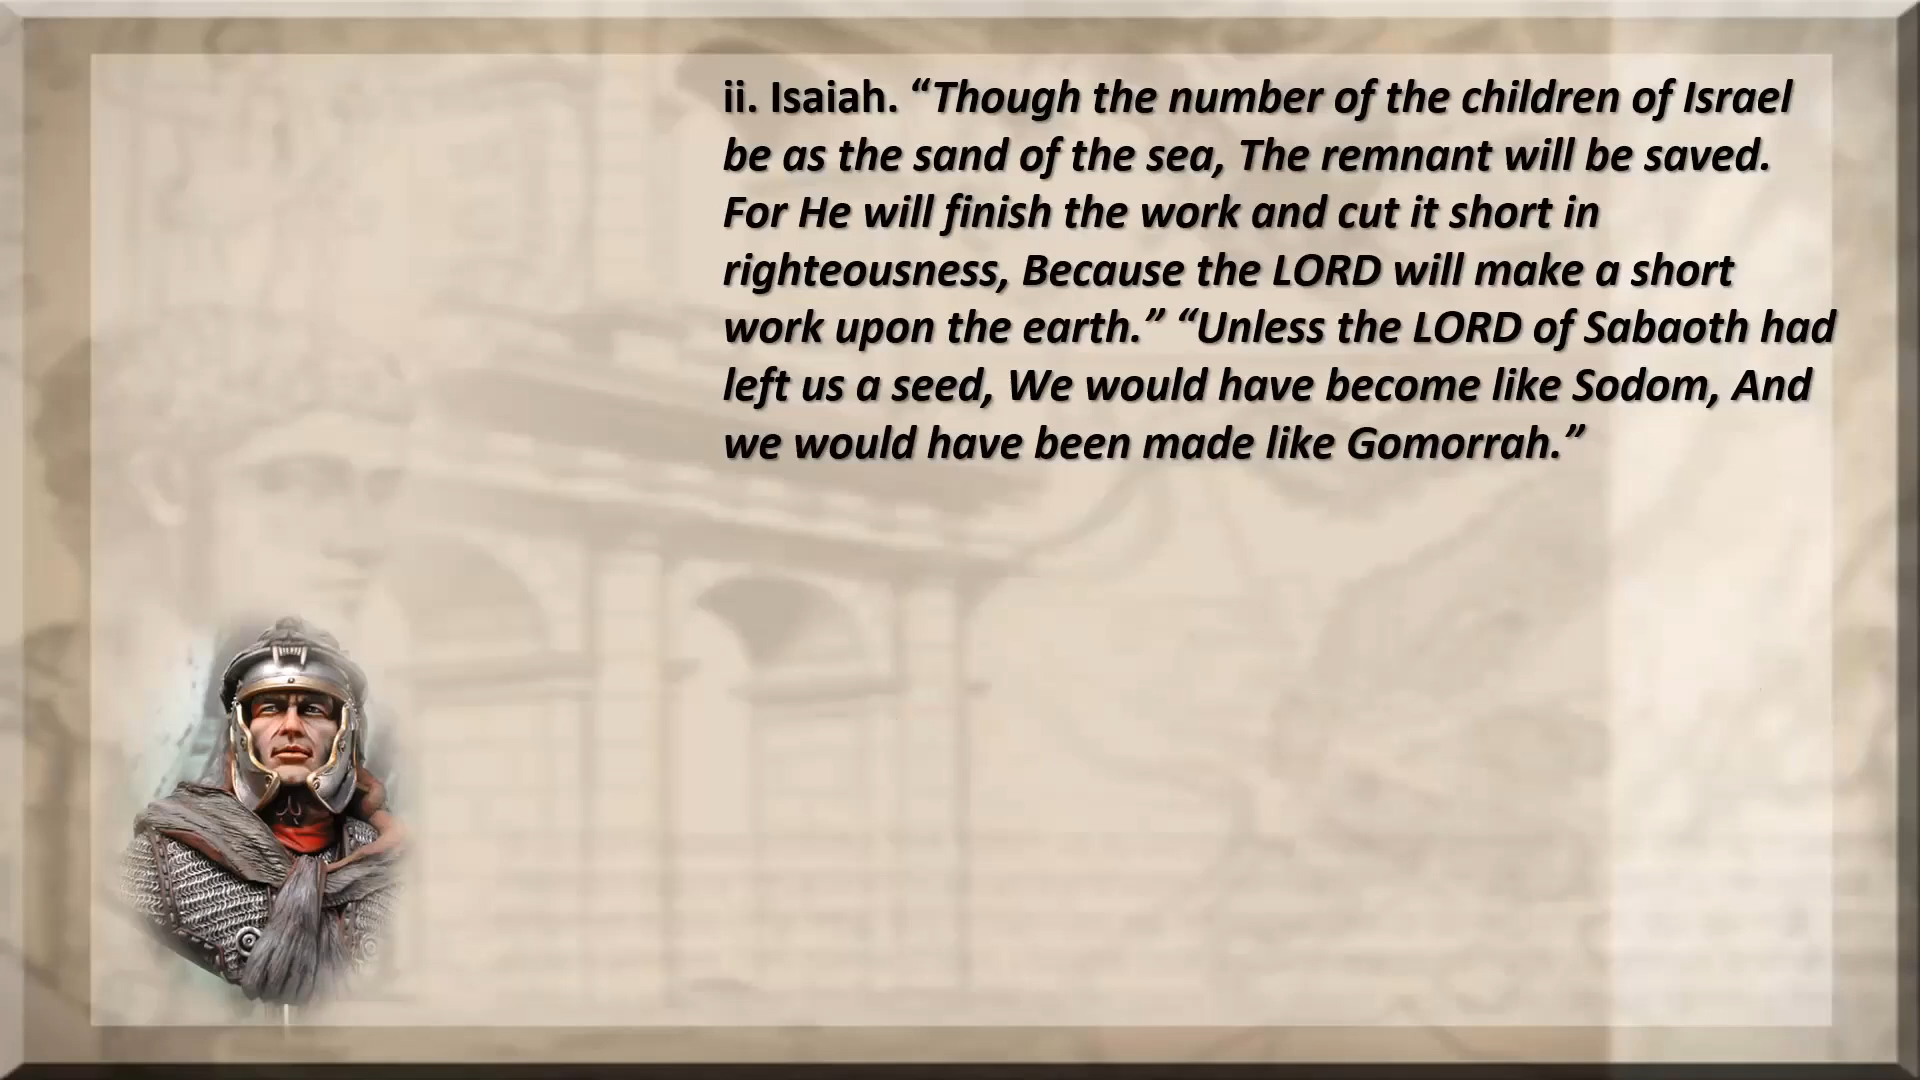 ii. Isaiah. “Though the number of the children of Israel
be as the sand of the sea, The remnant will be saved.
For He will finish the work and cut it short in
righteousness, Because the LORD will make a short
work upon the earth.” “Unless the LORD of Sabaoth had
left us a seed, We would have become like Sodom, And
we would have been made like Gomorrah.”